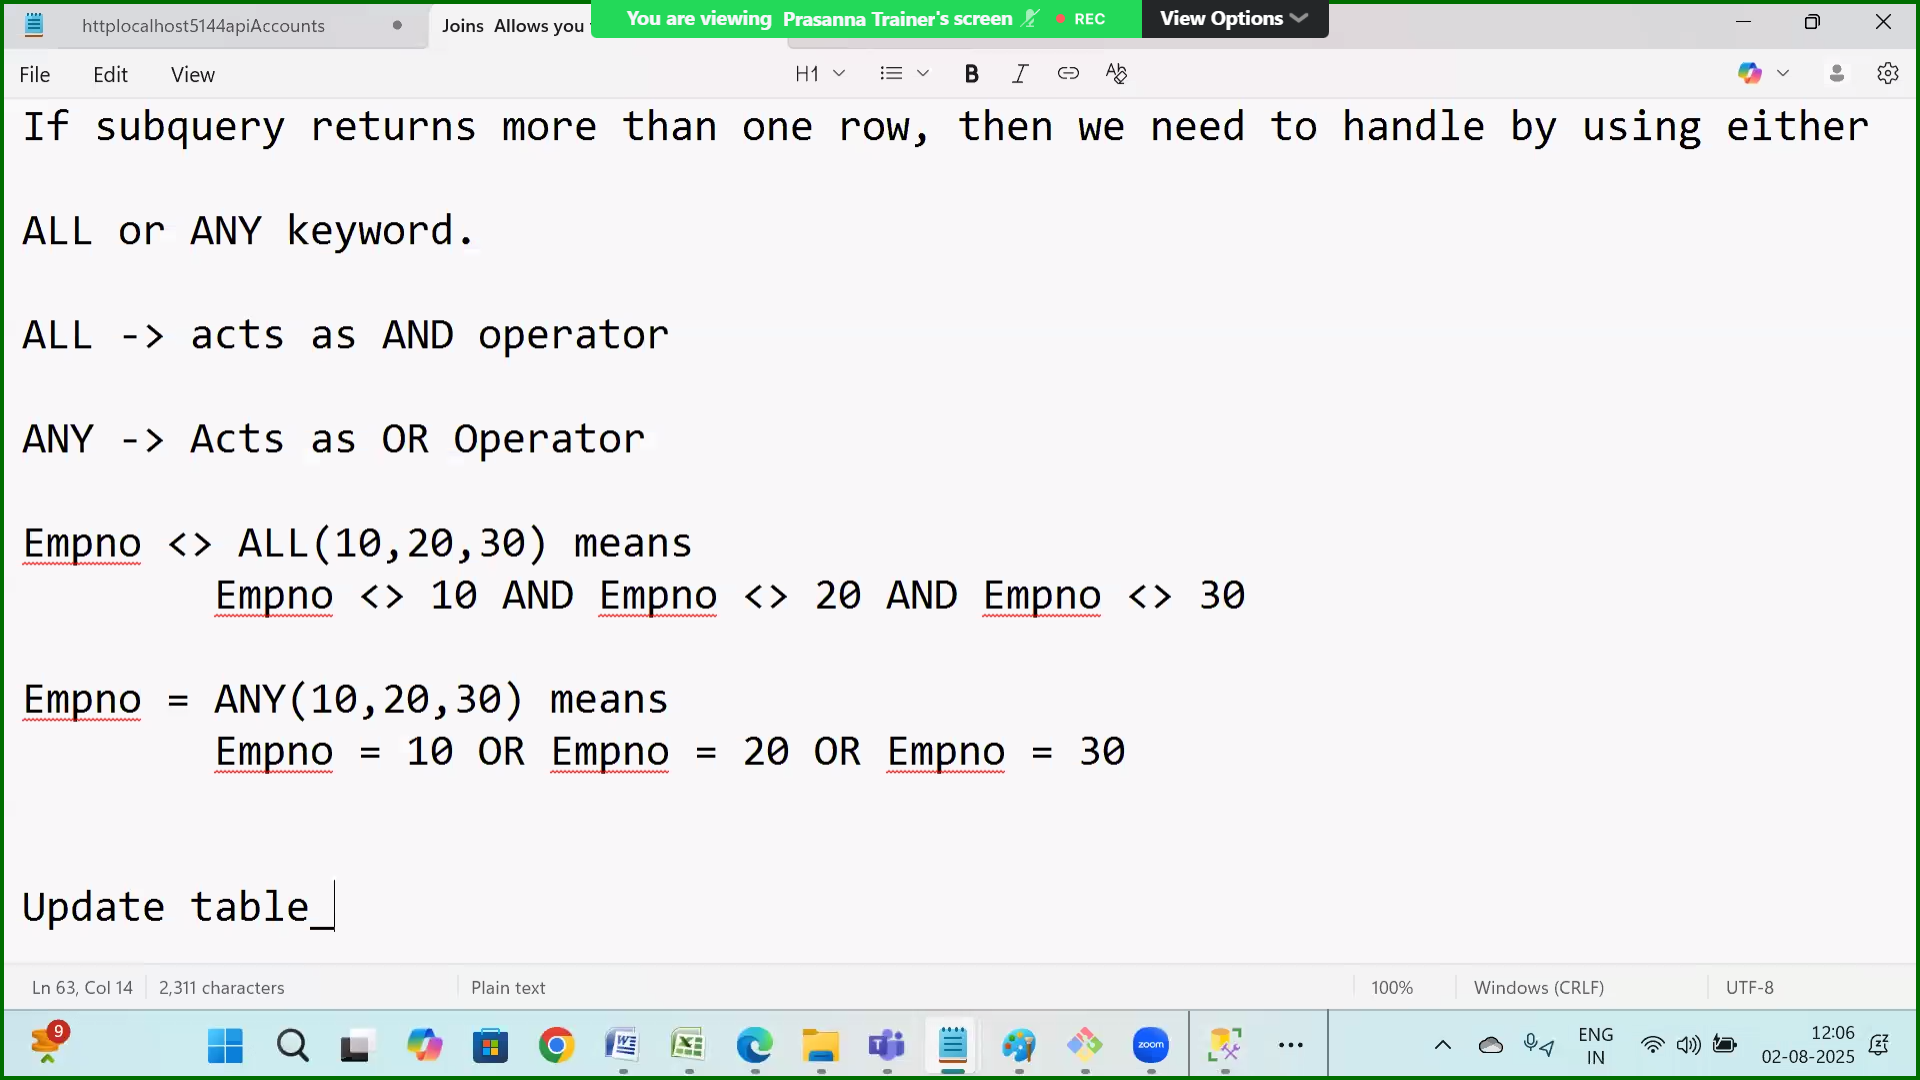 httplocalhost5144apiAccounts
Joins Allows you
You are viewing Prasanna Trainer's screen
REC
View Options
File Edit View
H1
If subquery returns more than one row, then we need to handle by using either
ALL or ANY keyword.
ALL -> acts as AND operator
ANY -> Acts as OR Operator
Empno <> ALL(10,20,30) means
Empno <> 10 AND Empno <> 20 AND Empno <> 30
Empno = ANY(10,20,30) means
Empno = 10 OR Empno = 20 OR Empno = 30
Update table_
Ln 63, Col 14 2,311 characters Plain text 100% Windows (CRLF) UTF-8
9
zoom
ENG
IN
12:06
02-08-2025